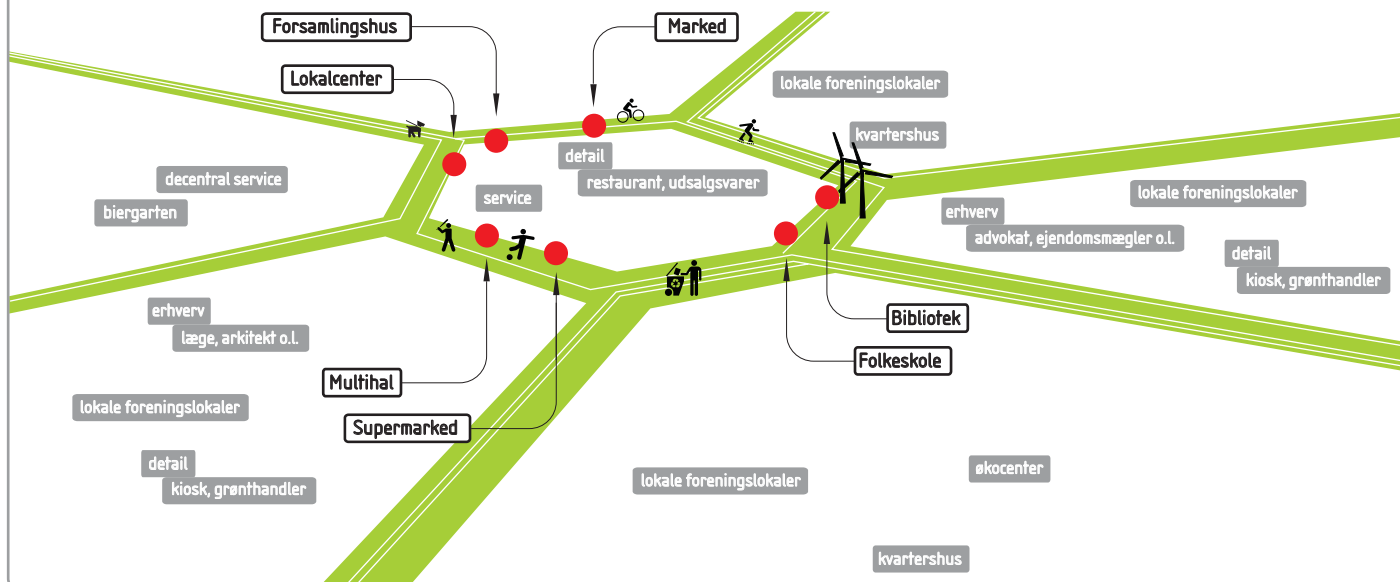 Forsamlingshus
Marked
Lokalcenter
lokale foreningslokaler
kvartershus
detail
restaurant, udsalgsvarer
decentral service
service
biergarten
lokale foreningslokaler
erhverv
advokat, ejendomsmægler o.l.
detail
kiosk, grønthandler
erhverv
læge, arkitekt o.l.
Bibliotek
Folkeskole
Multihal
Supermarked
lokale foreningslokaler
detail
kiosk, grønthandler
lokale foreningslokaler
økocenter
kvartershus